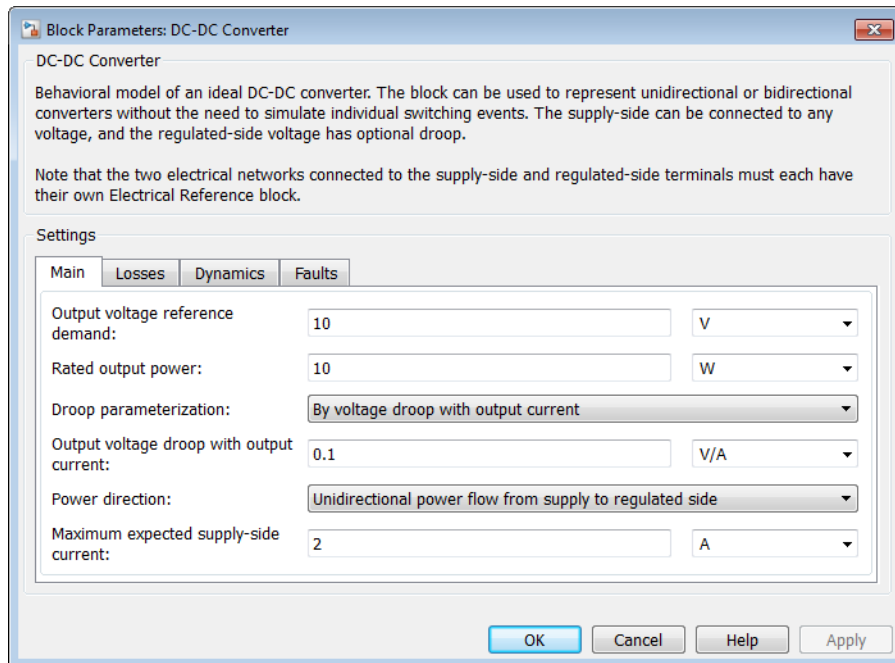 Block Parameters: DC-DC Converter
DC-DC Converter
Behavioral model of an ideal DC-DC converter. The block can be used to represent unidirectional or bidirectional
converters without the need to simulate individual switching events. The supply-side can be connected to any
voltage, and the regulated-side voltage has optional droop.
Note that the two electrical networks connected to the supply-side and regulated-side terminals must each have
their own Electrical Reference block.
Settings
Main Losses Dynamics Faults
Output voltage reference
demand: 10 V
Rated output power: 10 W
Droop parameterization: By voltage droop with output current
Output voltage droop with output
current: 0.1 V/A
Power direction: Unidirectional power flow from supply to regulated side
Maximum expected supply-side
current: 2 A
OK Cancel Help Apply